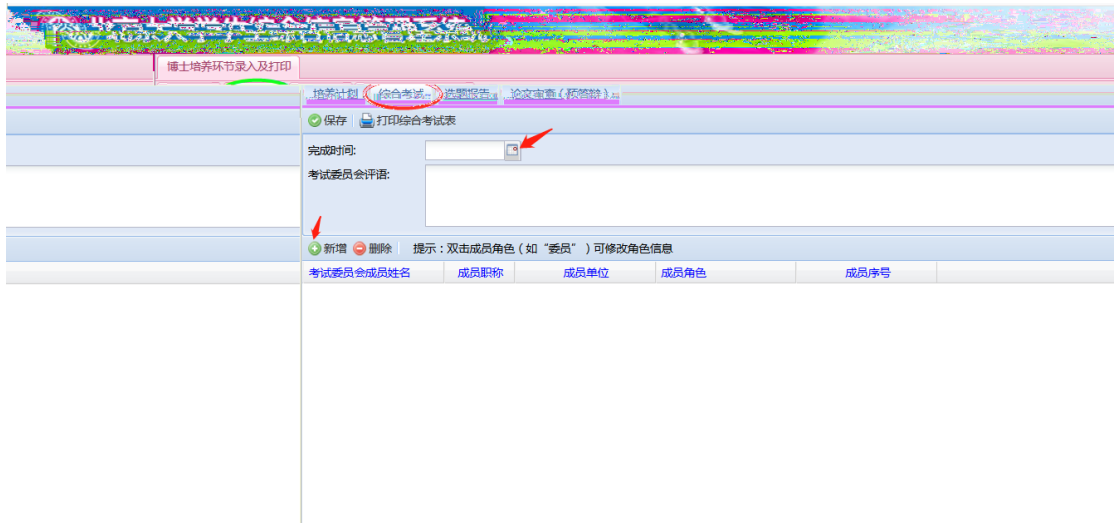 博士培养环节录入及打印
培养计划 综合考试 选题报告 论文审查(预答辩)
保存 打印综合考试表
完成时间:
考试委员会评语:
新增 删除 提示:双击成员角色(如“委员”)可修改角色信息
考试委员会成员姓名 成员职称 成员单位 成员角色 成员序号